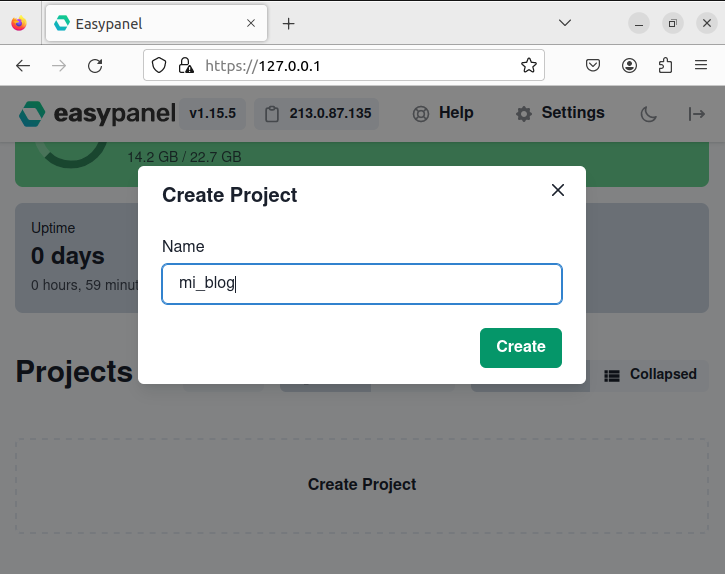 Easypanel
https://127.0.0.1
easypanel v1.15.5 213.0.87.135 Help Settings
14.2 GB / 22.7 GB
Create Project
Uptime
Name
0 days
mi_blog
0 hours, 59 minut
Create
Projects
Collapsed
Create Project